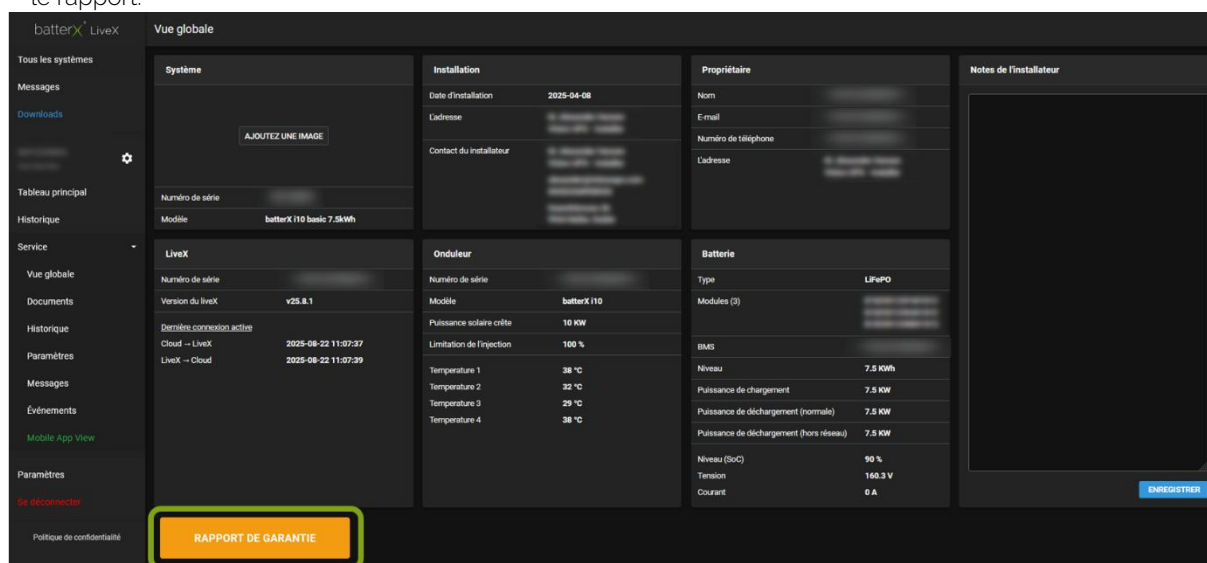 le rapport.
batterX LiveX
Vue globale
Tous les systèmes
Messages
Downloads
Tableau principal
Historique
Service
Vue globale
Documents
Historique
Paramètres
Messages
Événements
Mobile App View
Paramètres
Se déconnecter
Politique de confidentialité
Système
AJOUTEZ UNE IMAGE
Numéro de série
Modèle batterX i10 basic 7.5kWh
Installation
Date d'installation 2025-04-08
L'adresse
Contact du installateur
Propriétaire
Nom
E-mail
Numéro de téléphone
L'adresse
Notes de l'installateur
ENREGISTRER
LiveX
Numéro de série
Version du liveX v25.8.1
Dernière connexion active
Cloud → LiveX 2025-08-22 11:07:37
LiveX → Cloud 2025-08-22 11:07:39
Onduleur
Numéro de série
Modèle batterX i10
Puissance solaire crête 10 KW
Limitation de l'injection 100 %
Temperature 1 38 °C
Temperature 2 32 °C
Temperature 3 29 °C
Temperature 4 38 °C
Batterie
Type LiFePO
Modules (3)
BMS
Niveau 7.5 KWh
Puissance de chargement 7.5 KW
Puissance de déchargement (normale) 7.5 KW
Puissance de déchargement (hors réseau) 7.5 KW
Niveau (SoC) 90 %
Tension 160.3 V
Courant 0 A
RAPPORT DE GARANTIE